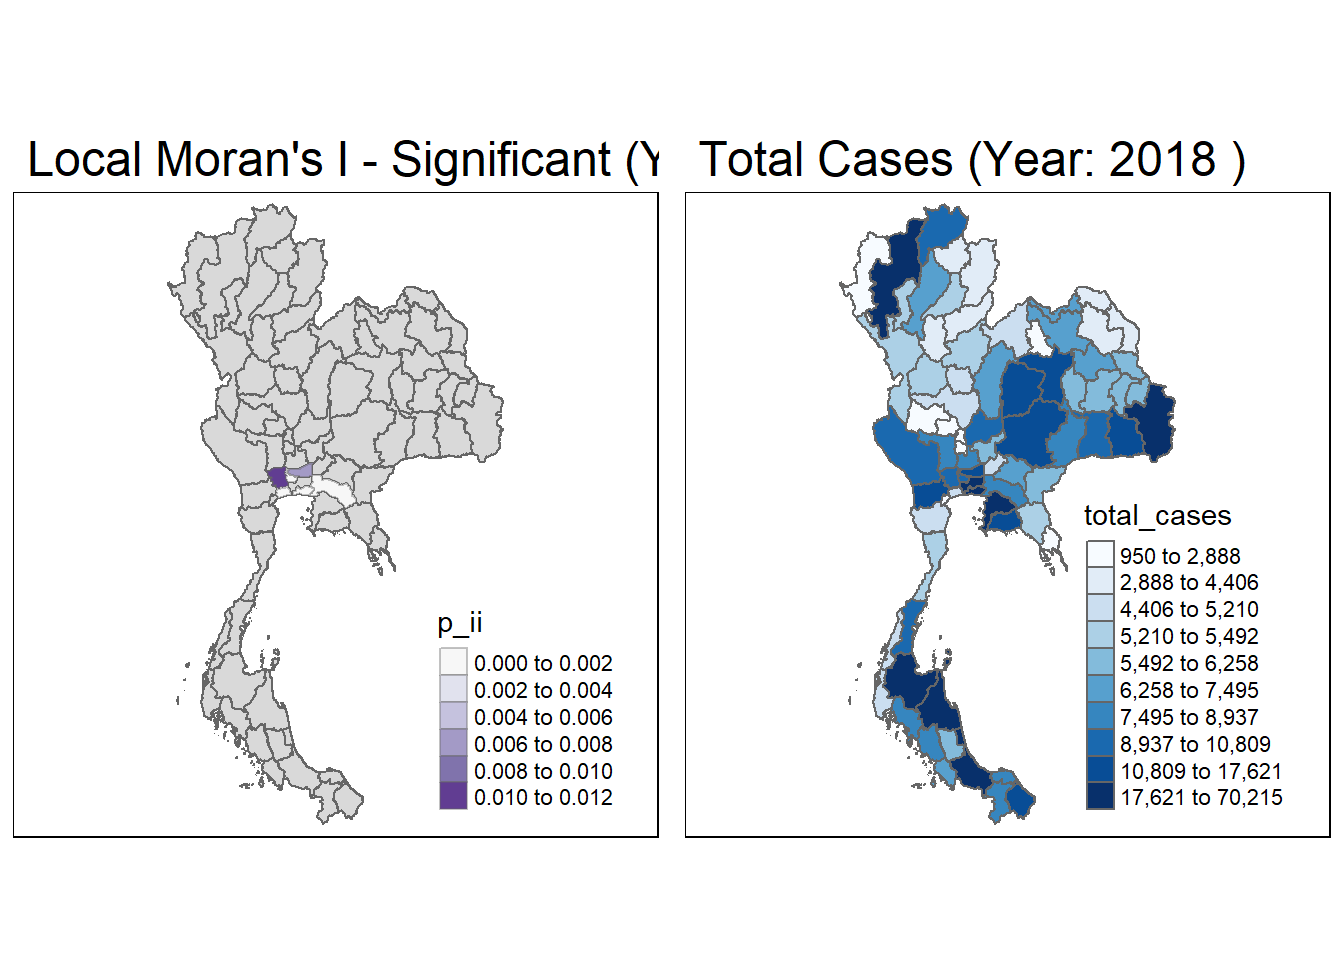 Local Moran's I - Significant (Y
Total Cases (Year: 2018 )
p_ii
0.000 to 0.002
0.002 to 0.004
0.004 to 0.006
0.006 to 0.008
0.008 to 0.010
0.010 to 0.012
total_cases
950 to 2,888
2,888 to 4,406
4,406 to 5,210
5,210 to 5,492
5,492 to 6,258
6,258 to 7,495
7,495 to 8,937
8,937 to 10,809
10,809 to 17,621
17,621 to 70,215